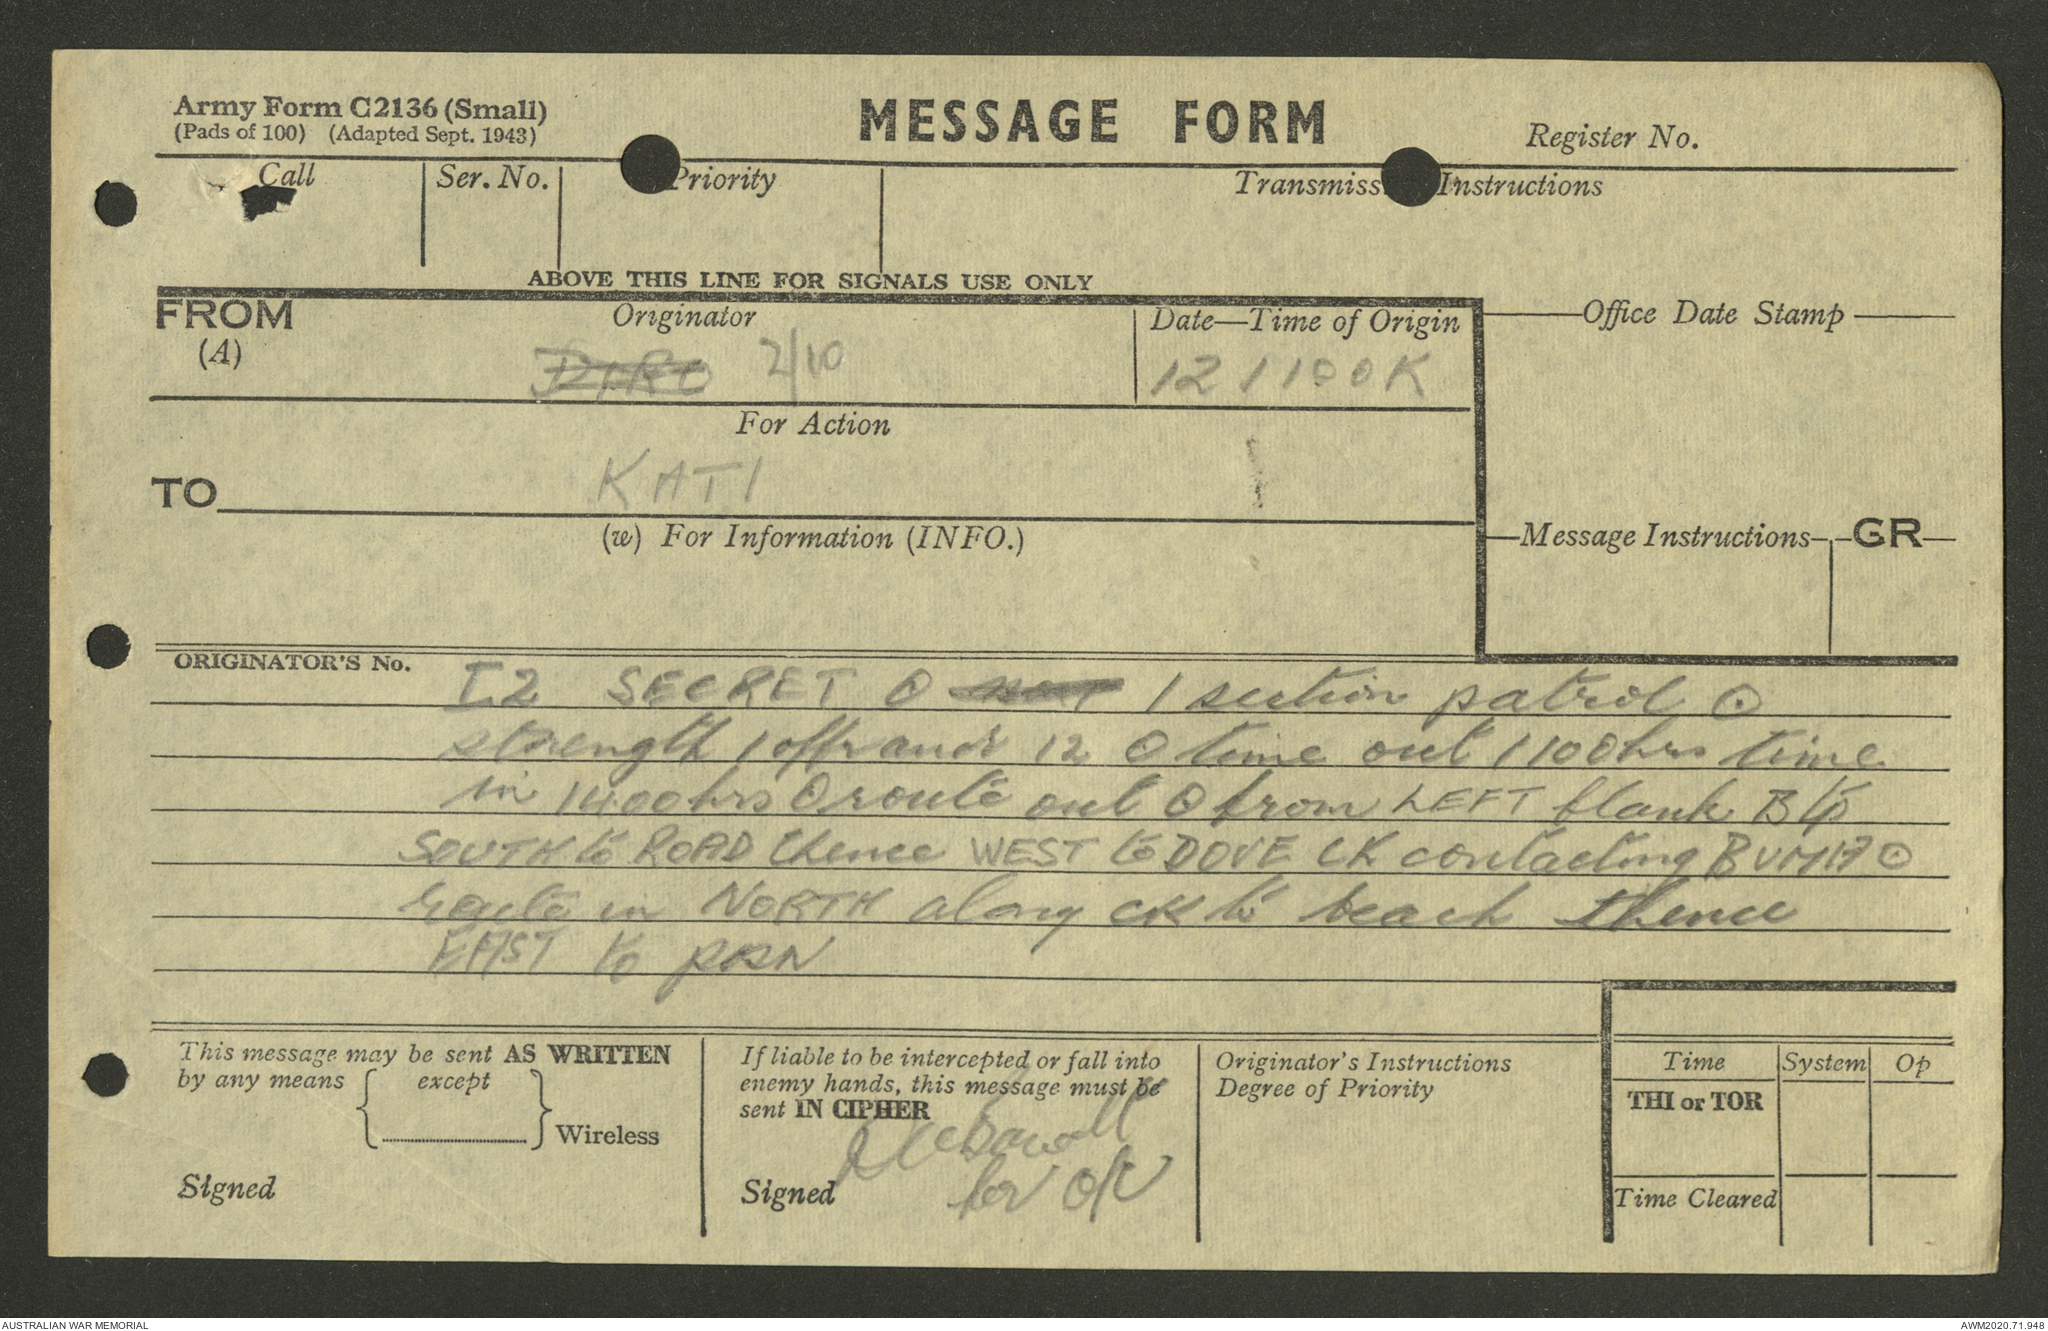 Army Form C2136 (Small)
(Pads of 100) (Adapted Sept. 1943)
MESSAGE FORM
Register No.
Call
Ser. No.
Priority
Transmiss Instructions
ABOVE THIS LINE FOR SIGNALS USE ONLY
FROM
(A)
Originator
2/10
Date—Time of Origin
121100K
Office Date Stamp
For Action
TO
KATI
(w) For Information (INFO.)
Message Instructions
GR
ORIGINATOR'S No.
I2 SECRET ⊙ 1 section patrol ⊙
strength 1 offr and 12 ⊙ time out 1100hrs time
in 1400hrs ⊙ route out ⊙ from LEFT flank B
SOUTH to ROAD thence WEST to DOVE CK contacting ⊙
route in NORTH along CK to beach thence
EAST to posn
This message may be sent AS WRITTEN
by any means { except } Wireless
Signed
If liable to be intercepted or fall into
enemy hands, this message must be
sent IN CIPHER
Signed
for O/C
Originator's Instructions
Degree of Priority
Time
System
Op
THI or TOR
Time Cleared
AUSTRALIAN WAR MEMORIAL
AWM2020.71.948